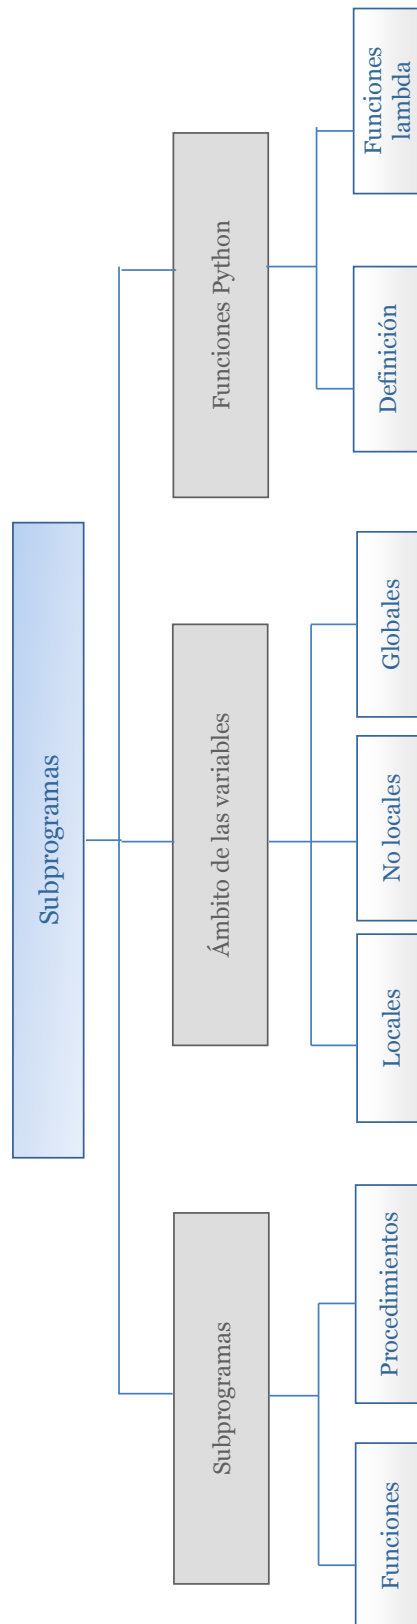 Subprogramas
Subprogramas
Ámbito de las variables
Funciones Python
Funciones
Procedimientos
Locales
No locales
Globales
Definición
Funciones
lambda